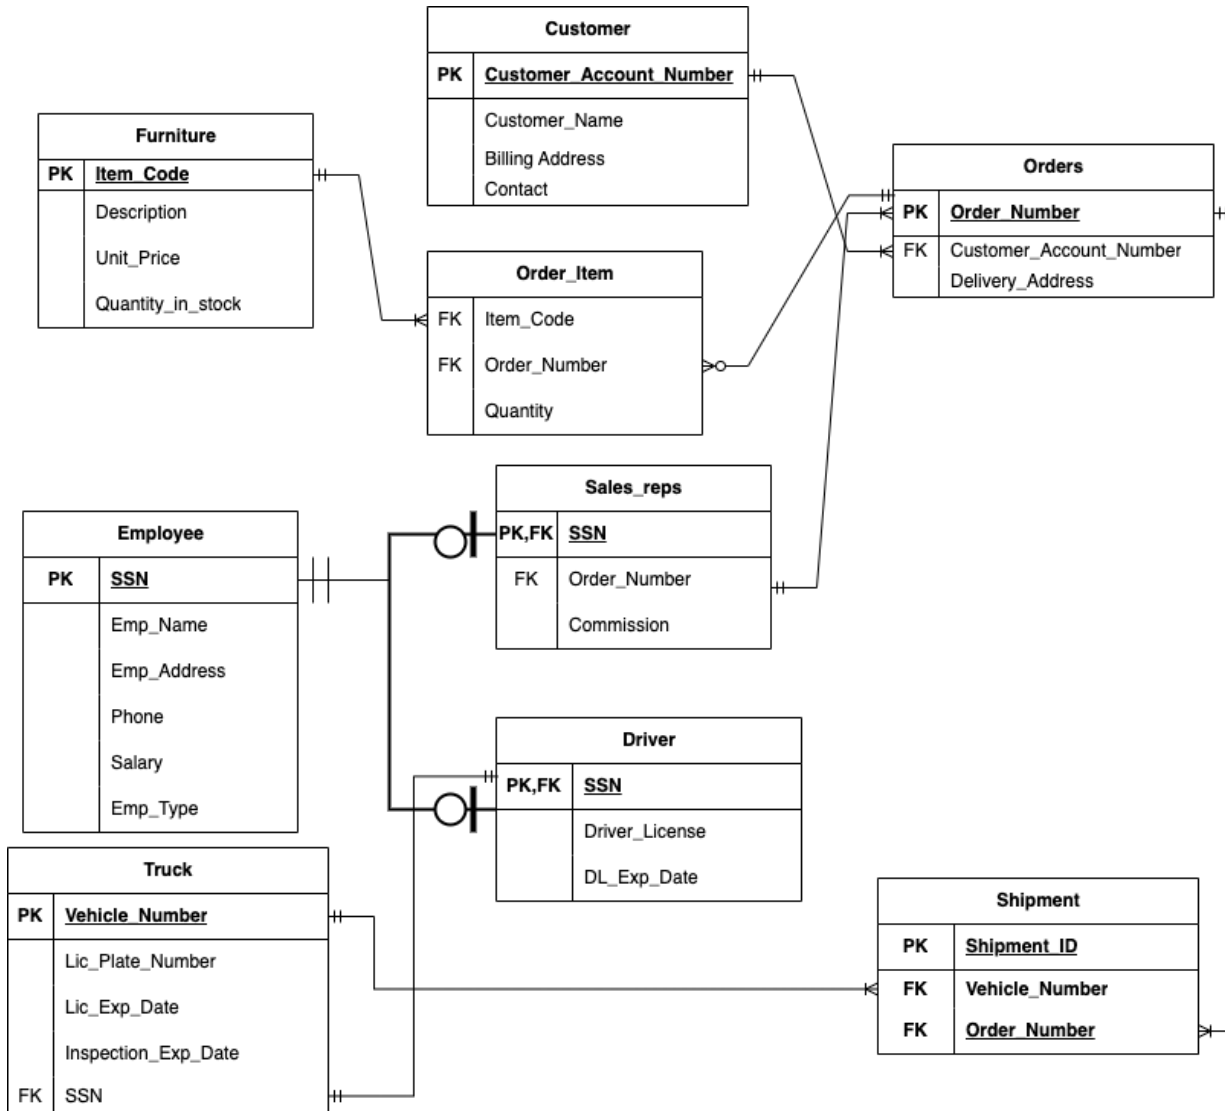 Customer
PK Customer_Account_Number
Customer_Name
Billing Address
Contact
Furniture
PK Item_Code
Description
Unit_Price
Quantity_in_stock
Orders
PK Order_Number
FK Customer_Account_Number
Delivery_Address
Order_Item
FK Item_Code
FK Order_Number
Quantity
Sales_reps
PK,FK SSN
FK Order_Number
Commission
Employee
PK SSN
Emp_Name
Emp_Address
Phone
Salary
Emp_Type
Driver
PK,FK SSN
Driver_License
DL_Exp_Date
Truck
PK Vehicle_Number
Lic_Plate_Number
Lic_Exp_Date
Inspection_Exp_Date
FK SSN
Shipment
PK Shipment_ID
FK Vehicle_Number
FK Order_Number